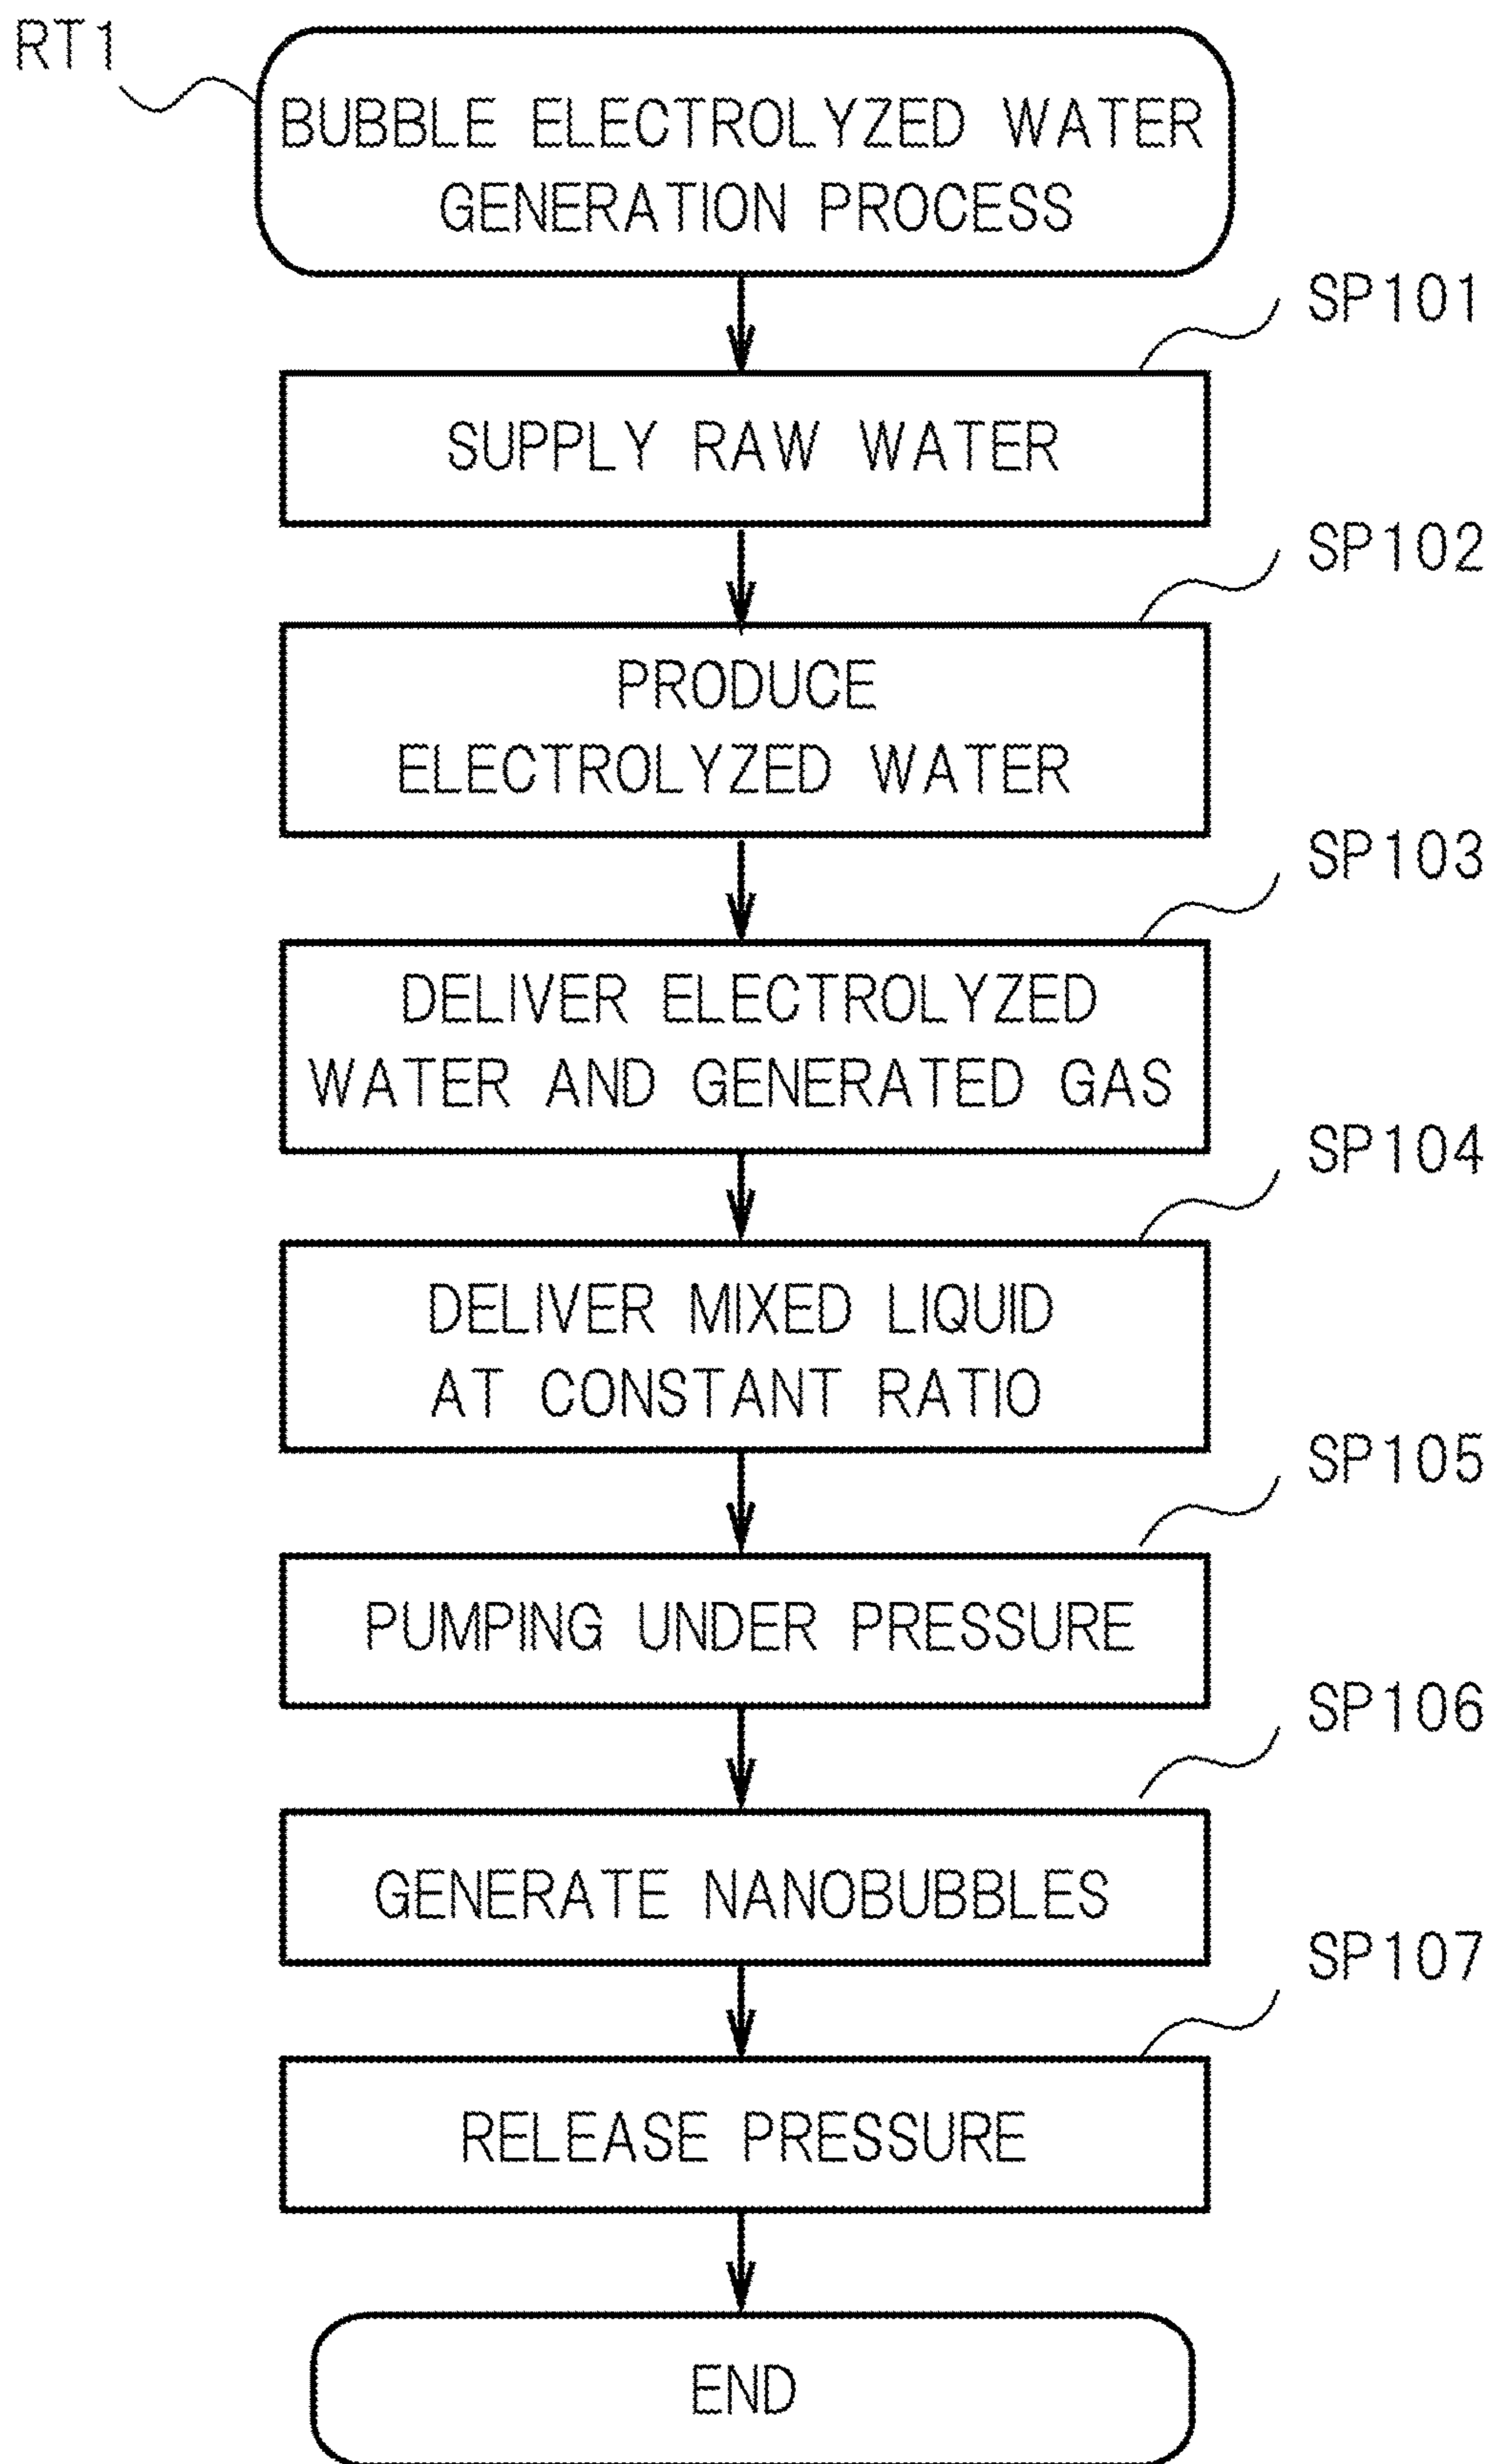 RT1
BUBBLE ELECTROLYZED WATER
GENERATION PROCESS
SP101
SUPPLY RAW WATER
SP102
PRODUCE
ELECTROLYZED WATER
SP103
DELIVER ELECTROLYZED
WATER AND GENERATED GAS
SP104
DELIVER MIXED LIQUID
AT CONSTANT RATIO
SP105
PUMPING UNDER PRESSURE
SP106
GENERATE NANOBUBBLES
SP107
RELEASE PRESSURE
END